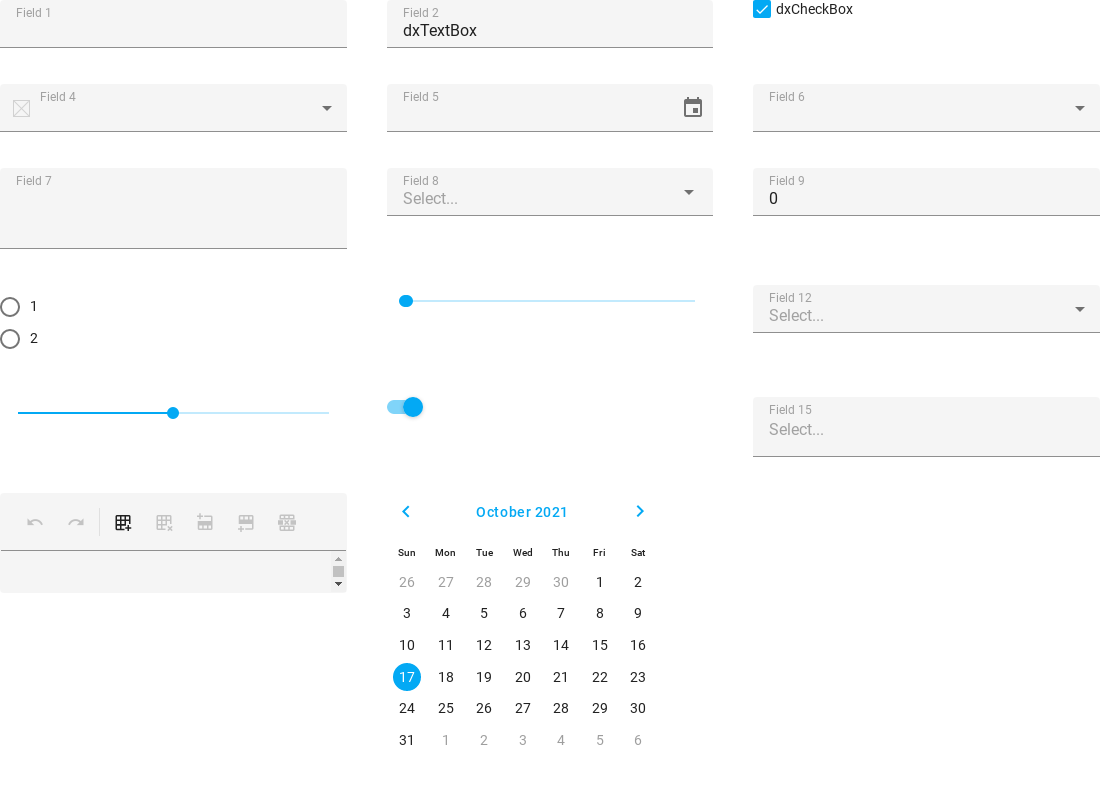 Field 1
Field 2
dxTextBox
dxCheckBox
Field 4
Field 5
Field 6
Field 7
Field 8
Select...
Field 9
0
1
2
Field 12
Select...
Field 15
Select...
October 2021
Sun Mon Tue Wed Thu Fri Sat
26 27 28 29 30 1 2
3 4 5 6 7 8 9
10 11 12 13 14 15 16
17 18 19 20 21 22 23
24 25 26 27 28 29 30
31 1 2 3 4 5 6